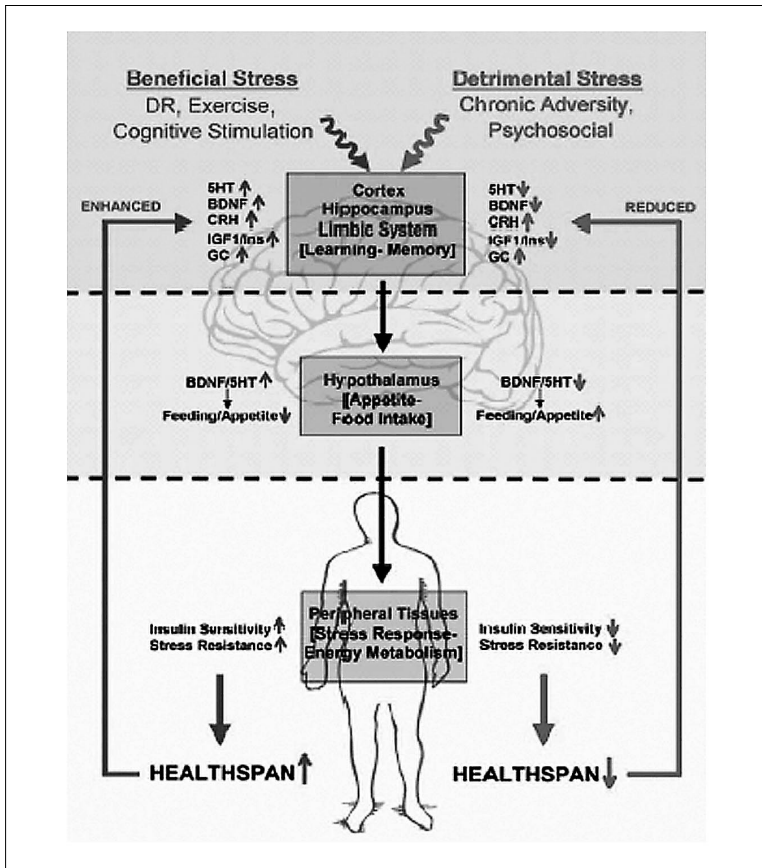 Beneficial Stress
DR, Exercise,
Cognitive Stimulation
Detrimental Stress
Chronic Adversity,
Psychosocial
ENHANCED
5HT ↑
BDNF ↑
CRH ↑
IGF1/Ins ↑
GC ↑
Cortex
Hippocampus
Limbic System
[Learning- Memory]
5HT ↓
BDNF ↓
CRH ↑
IGF1/Ins ↓
GC ↑
REDUCED
BDNF/5HT ↑
Feeding/Appetite ↓
Hypothalamus
[Appetite-
Food Intake]
BDNF/5HT ↓
Feeding/Appetite ↑
Insulin Sensitivity ↑
Stress Resistance ↑
Peripheral Tissues
[Stress Response-
Energy Metabolism]
Insulin Sensitivity ↓
Stress Resistance ↓
HEALTHSPAN ↑
HEALTHSPAN ↓